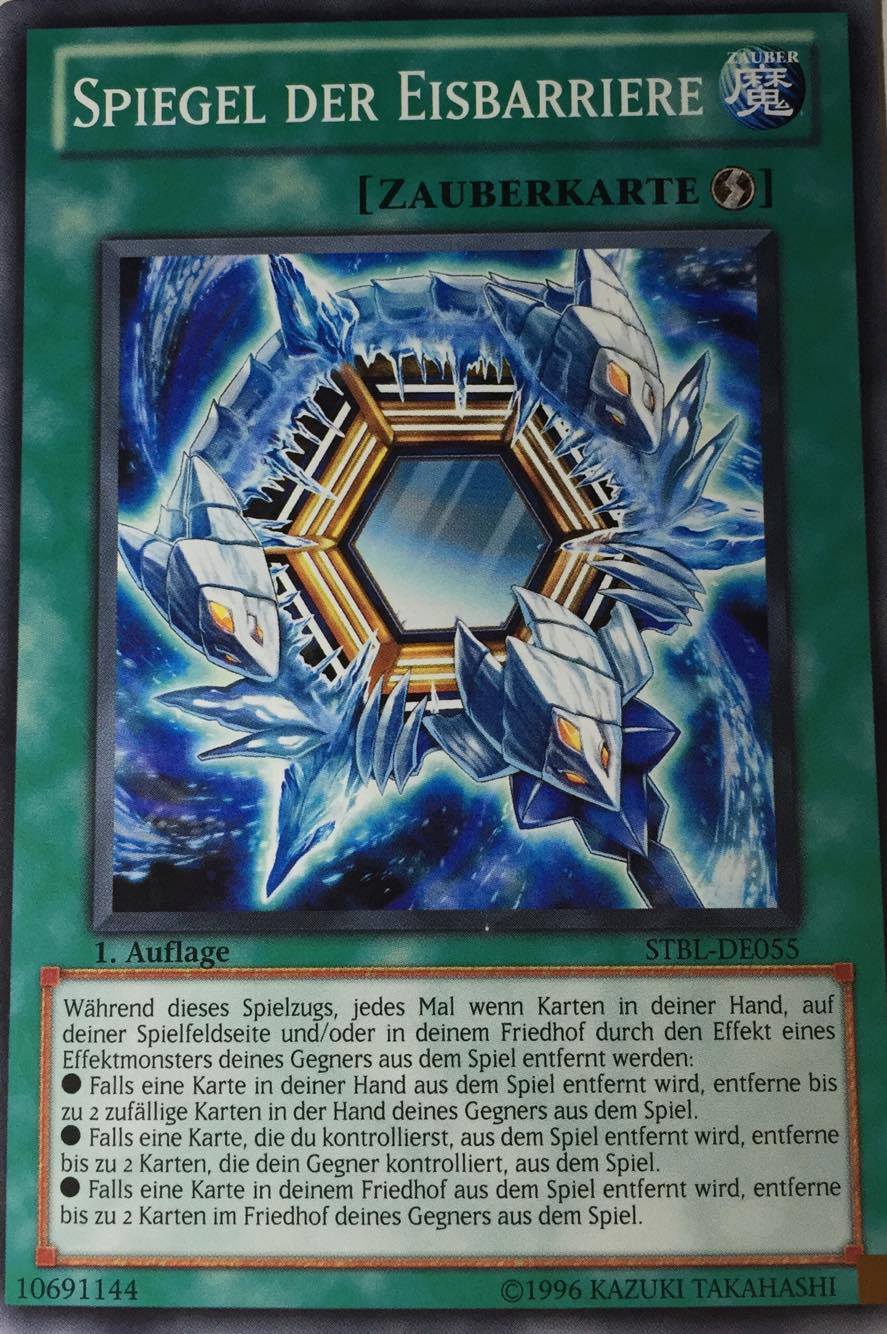 SPIEGEL DER EISBARRIERE
ZAUBER
魔
[ZAUBERKARTE]
1. Auflage
STBL-DE055
Während dieses Spielzugs, jedes Mal wenn Karten in deiner Hand, auf
deiner Spielfeldseite und/oder in deinem Friedhof durch den Effekt eines
Effektmonsters deines Gegners aus dem Spiel entfernt werden:
● Falls eine Karte in deiner Hand aus dem Spiel entfernt wird, entferne bis
zu 2 zufällige Karten in der Hand deines Gegners aus dem Spiel.
● Falls eine Karte, die du kontrollierst, aus dem Spiel entfernt wird, entferne
bis zu 2 Karten, die dein Gegner kontrolliert, aus dem Spiel.
● Falls eine Karte in deinem Friedhof aus dem Spiel entfernt wird, entferne
bis zu 2 Karten im Friedhof deines Gegners aus dem Spiel.
10691144
©1996 KAZUKI TAKAHASHI